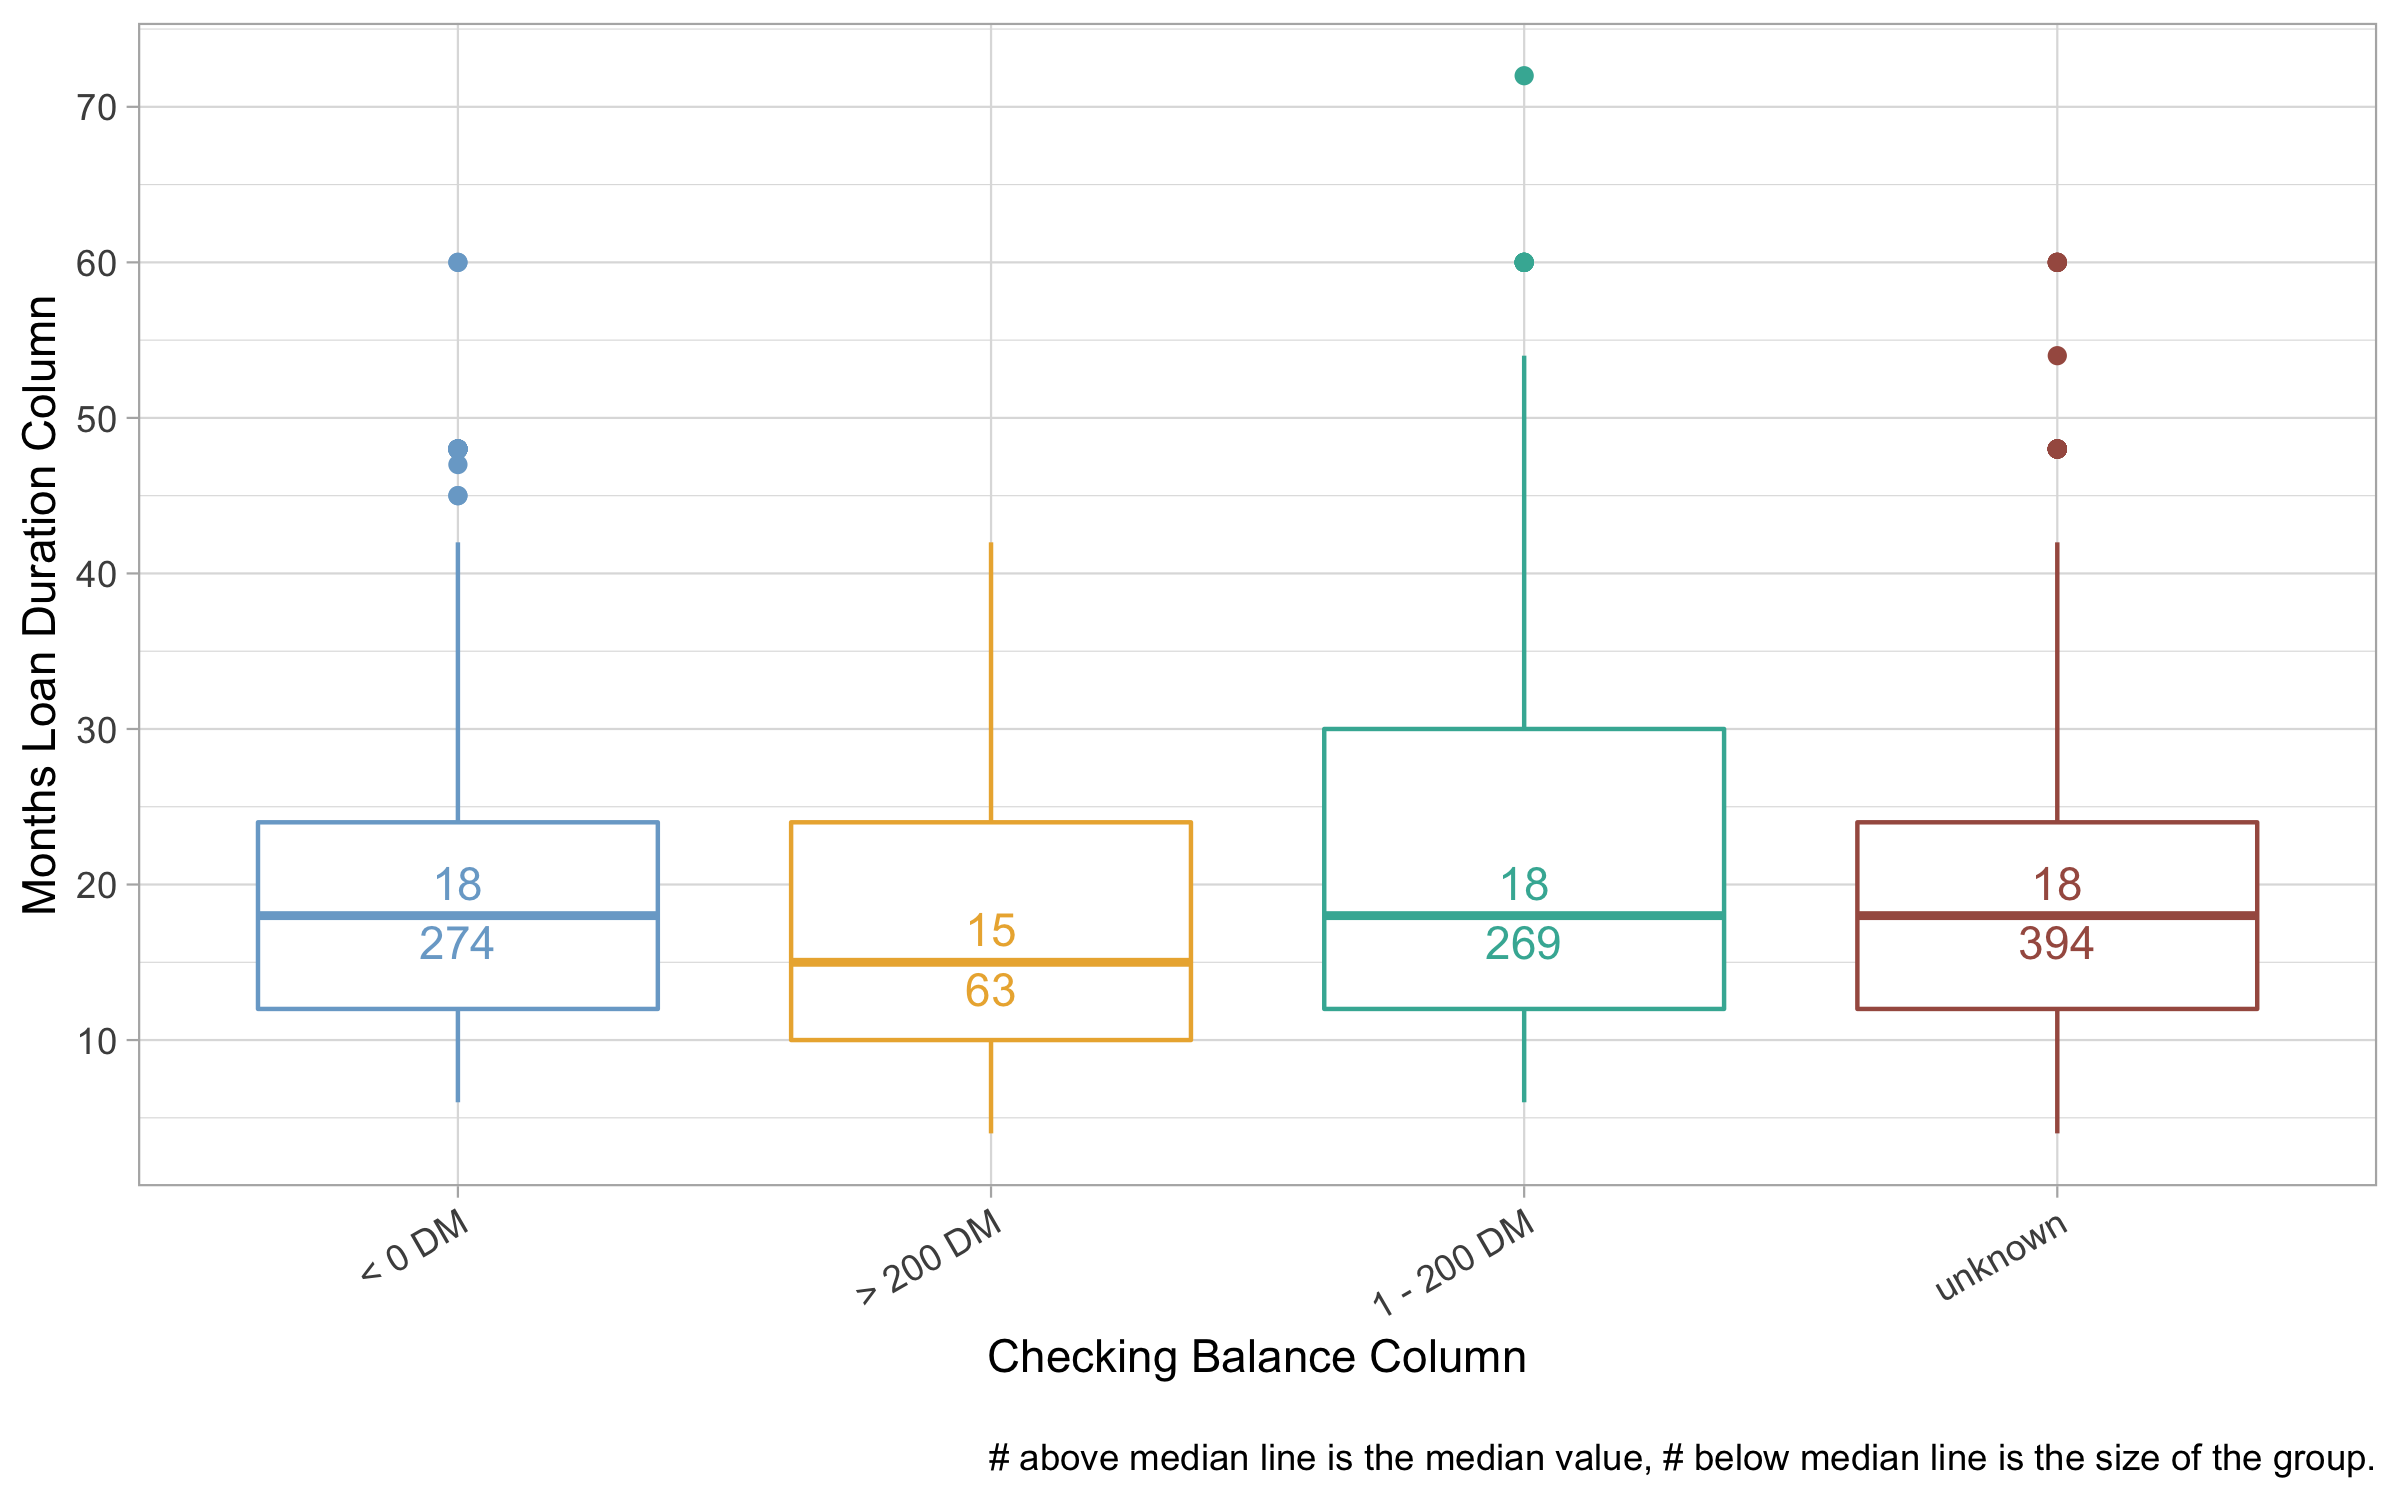 Months Loan Duration Column
70
60
50
40
30
20
10
18
274
15
63
18
269
18
394
< 0 DM
> 200 DM
1 - 200 DM
unknown
Checking Balance Column
# above median line is the median value, # below median line is the size of the group.